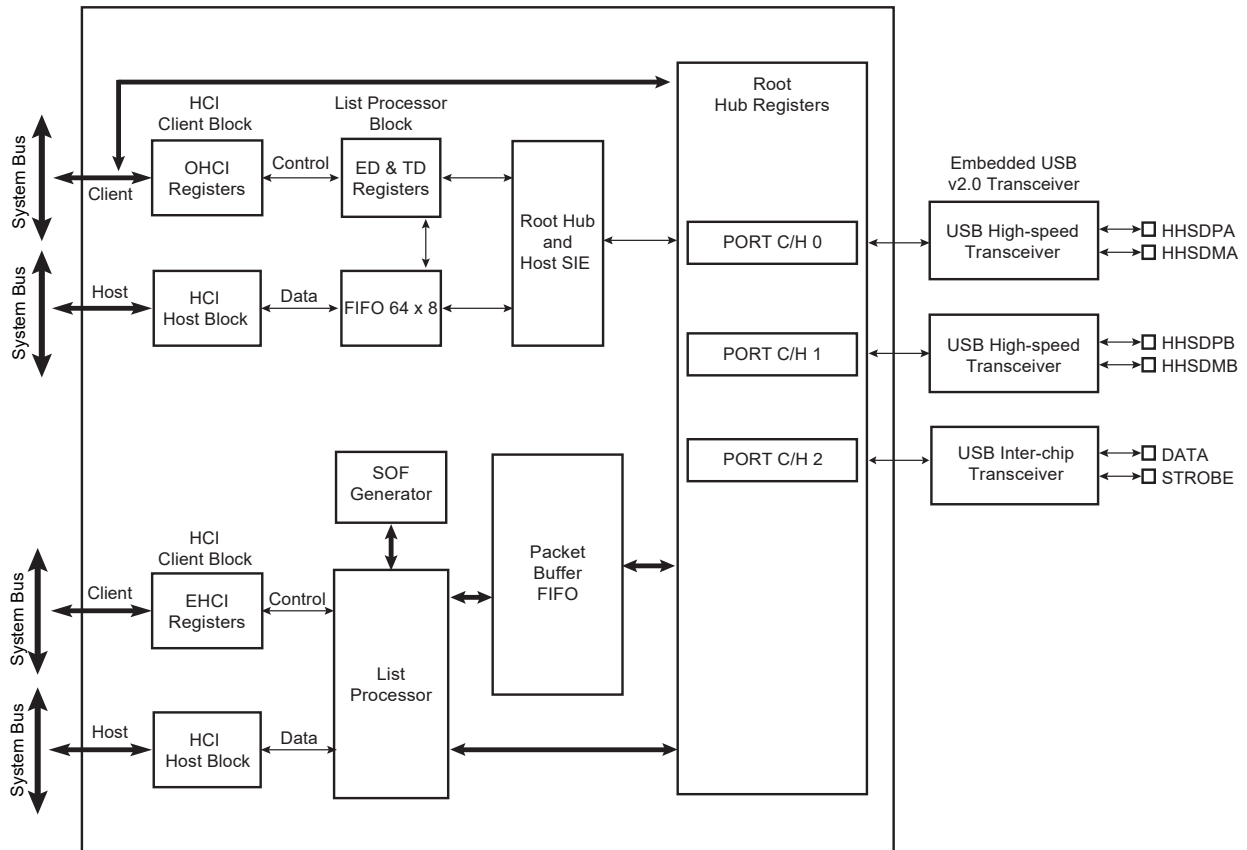 Root
Hub Registers
HCI
Client Block
List Processor
Block
System Bus
Client
OHCI
Registers
Control
ED & TD
Registers
Root Hub
and
Host SIE
Embedded USB
v2.0 Transceiver
PORT C/H 0
USB High-speed
Transceiver
HHSDPA
HHSDMA
System Bus
Host
HCI
Host Block
Data
FIFO 64 x 8
PORT C/H 1
USB High-speed
Transceiver
HHSDPB
HHSDMB
PORT C/H 2
USB Inter-chip
Transceiver
DATA
STROBE
SOF
Generator
HCI
Client Block
System Bus
Client
EHCI
Registers
Control
Packet
Buffer
FIFO
List
Processor
System Bus
Host
HCI
Host Block
Data